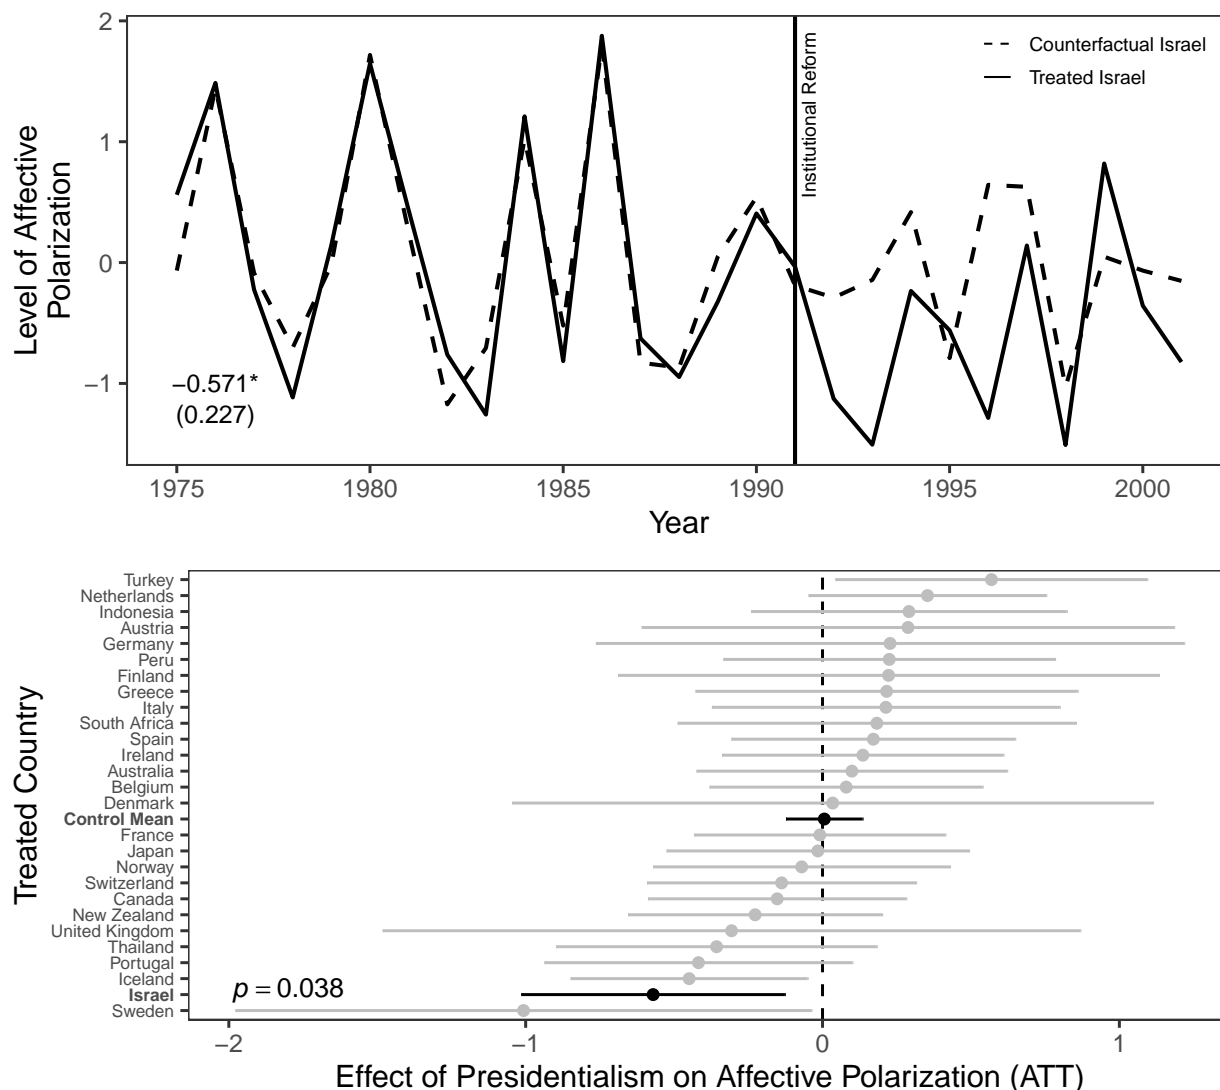 2
1
0
−1
Level of Affective
Polarization
Counterfactual Israel
Treated Israel
Institutional Reform
−0.571*
(0.227)
1975
1980
1985
1990
1995
2000
Year
Treated Country
Turkey
Netherlands
Indonesia
Austria
Germany
Peru
Finland
Greece
Italy
South Africa
Spain
Ireland
Australia
Belgium
Denmark
Control Mean
France
Japan
Norway
Switzerland
Canada
New Zealand
United Kingdom
Thailand
Portugal
Iceland
Israel
Sweden
p = 0.038
−2
−1
0
1
Effect of Presidentialism on Affective Polarization (ATT)